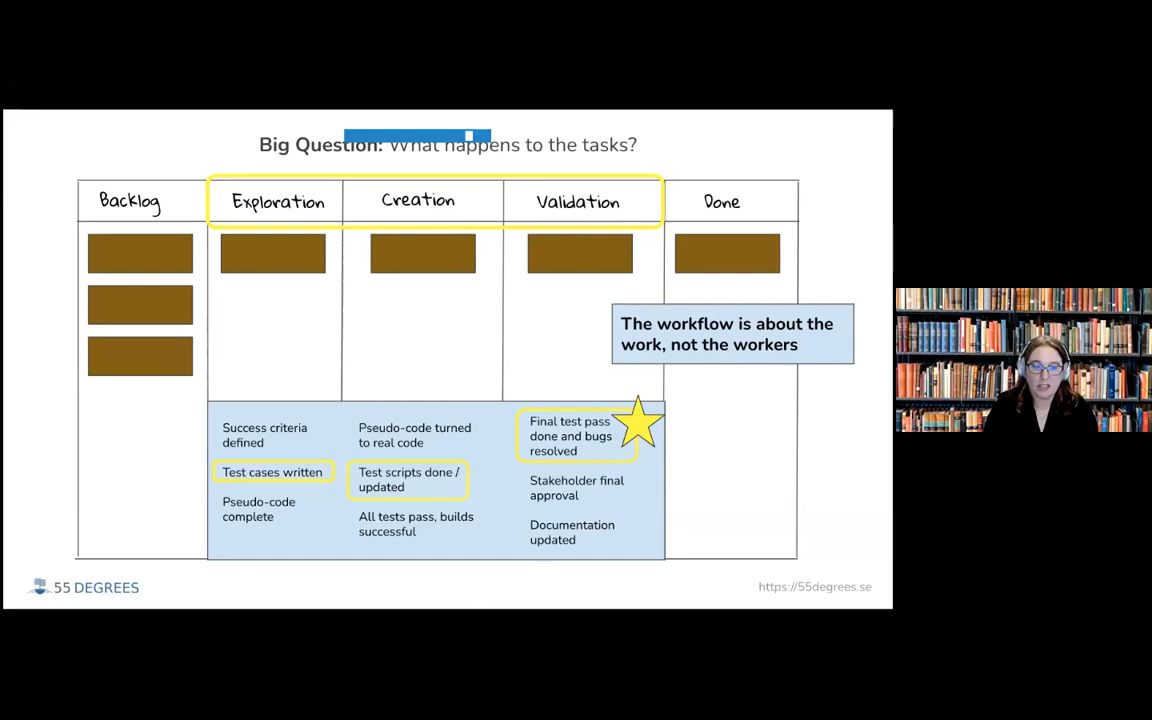 Big Question: What happens to the tasks?
Backlog
Exploration
Creation
Validation
Done
The workflow is about the
work, not the workers
Success criteria
defined
Test cases written
Pseudo-code
complete
Pseudo-code turned
to real code
Test scripts done /
updated
All tests pass, builds
successful
Final test pass
done and bugs
resolved
Stakeholder final
approval
Documentation
updated
55 DEGREES
https://55degrees.se